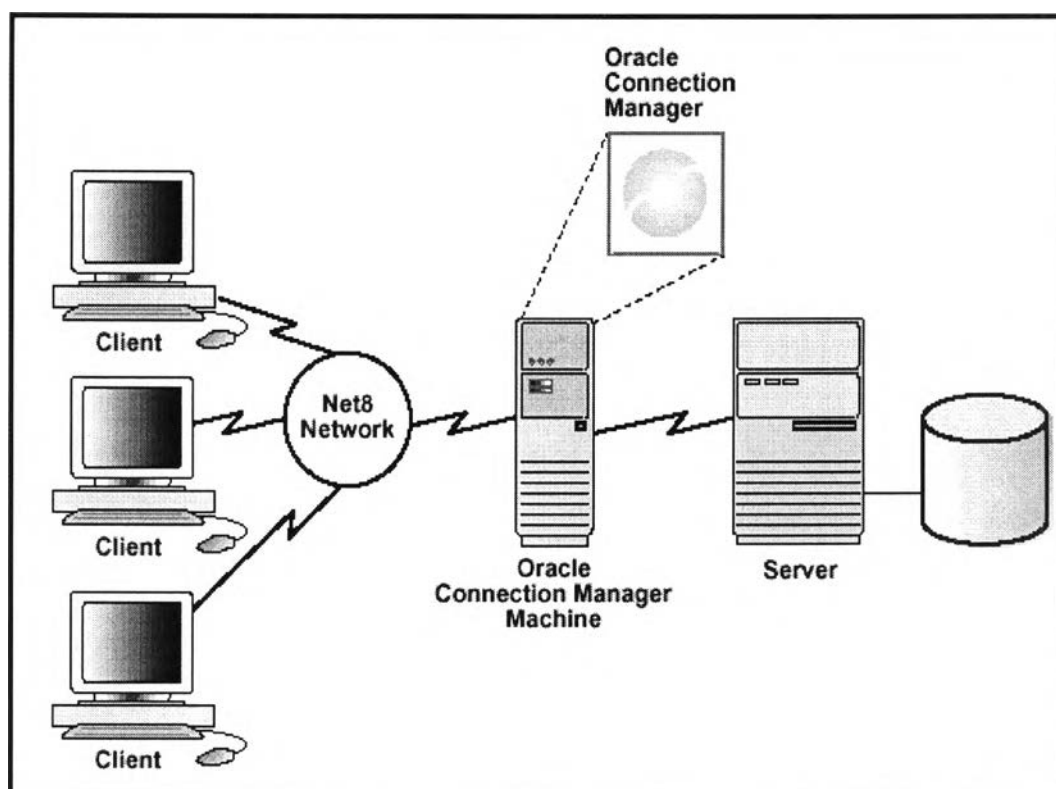 Oracle
Connection
Manager
Client
Net8
Network
Client
Client
Oracle
Connection Manager
Machine
Server